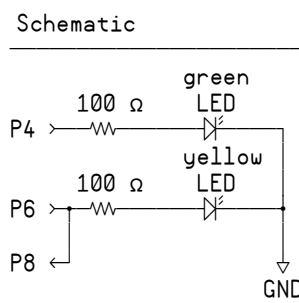 Schematic
green
100 Ω LED
P4
yellow
100 Ω LED
P6
P8
GND